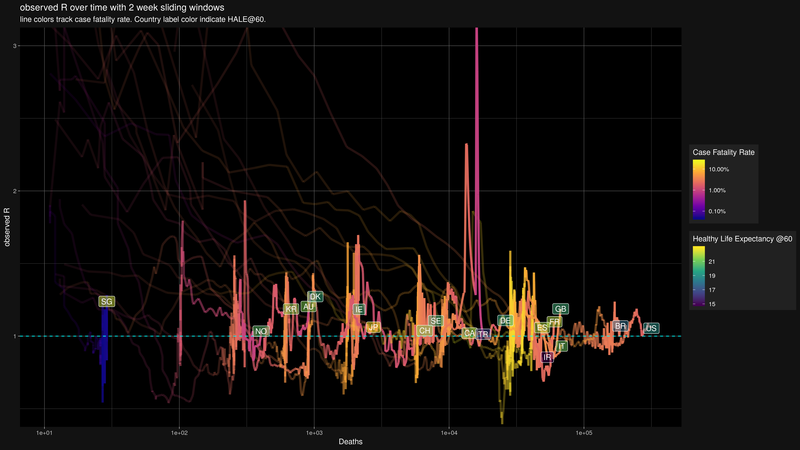 observed R over time with 2 week sliding windows
line colors track case fatality rate. Country label color indicate HALE@60.
3
2
1
observed R
SG
NO
KR
AU
DK
IE
JP
CH
SE
CA
TR
DE
ES
FR
GB
IR
IT
BR
US
1e+01
1e+02
1e+03
1e+04
1e+05
Deaths
Case Fatality Rate
10.00%
1.00%
0.10%
Healthy Life Expectancy @60
21
19
17
15